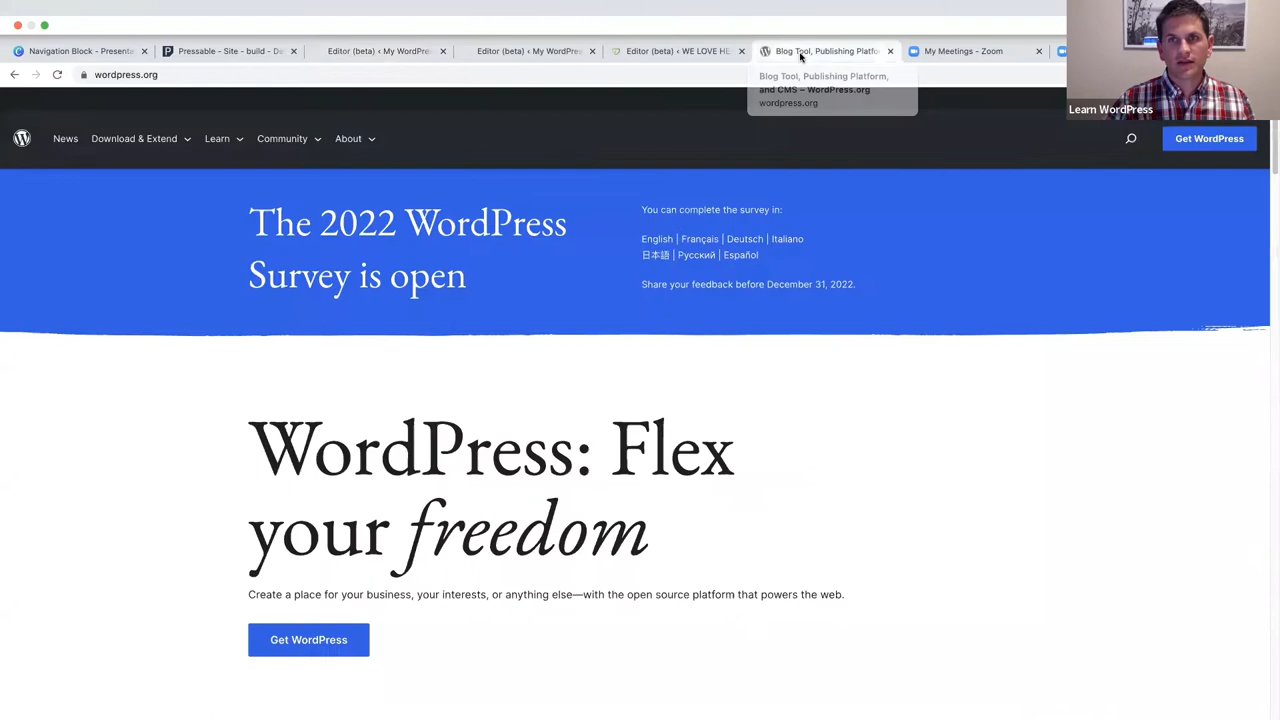 Navigation Block - Presenta
Pressable - Site - build - De
Editor (beta) ‹ My WordPre
Editor (beta) ‹ My WordPre
Editor (beta) ‹ WE LOVE HE
Blog Tool, Publishing Platfo
My Meetings - Zoom
wordpress.org
Blog Tool, Publishing Platform,
and CMS – WordPress.org
wordpress.org
Learn WordPress
News Download & Extend Learn Community About
Get WordPress
The 2022 WordPress
Survey is open
You can complete the survey in:
English | Français | Deutsch | Italiano
日本語 | Русский | Español
Share your feedback before December 31, 2022.
WordPress: Flex
your freedom
Create a place for your business, your interests, or anything else—with the open source platform that powers the web.
Get WordPress